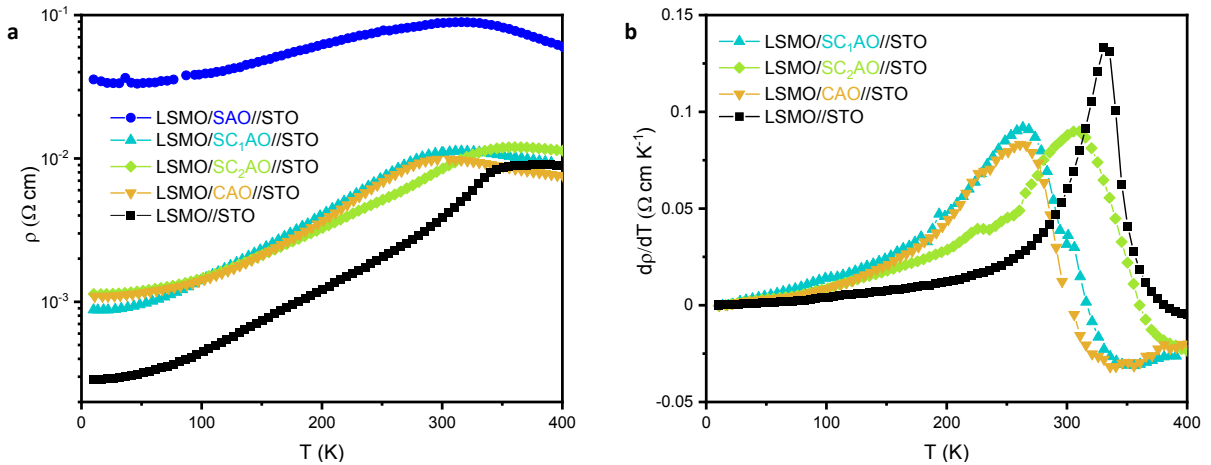 a
10⁻¹
10⁻²
10⁻³
ρ (Ω cm)
LSMO/SAO//STO
LSMO/SC₁AO//STO
LSMO/SC₂AO//STO
LSMO/CAO//STO
LSMO//STO
0 100 200 300 400
T (K)
b
0.15
0.10
0.05
0
-0.05
dρ/dT (Ω cm K⁻¹)
LSMO/SC₁AO//STO
LSMO/SC₂AO//STO
LSMO/CAO//STO
LSMO//STO
0 100 200 300 400
T (K)